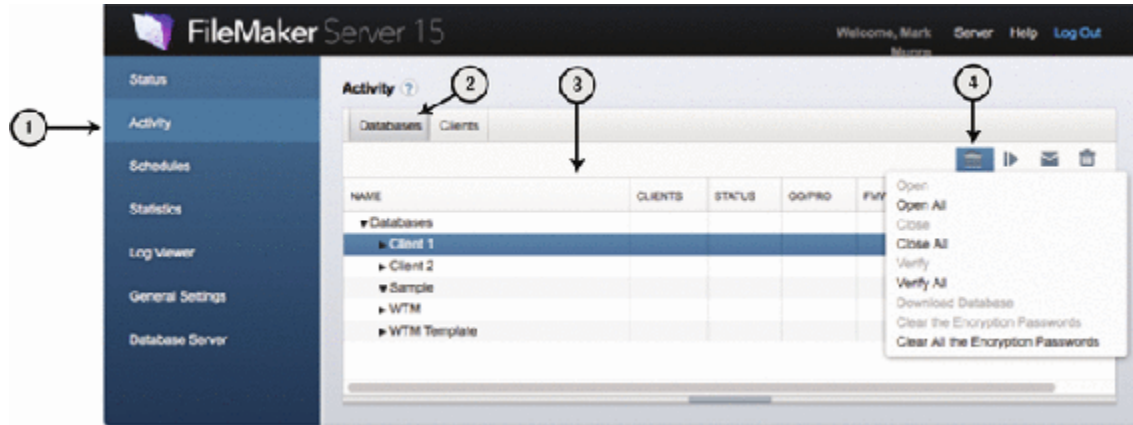 FileMaker Server 15
Welcome, Mark Munro Server Help Log Out
Status
Activity
Schedules
Statistics
Log Viewer
General Settings
Database Server
1
Activity ?
2
3
4
Databases Clients
NAME CLIENTS STATUS GO/PRO
Databases
Client 1
Client 2
Sample
WTM
WTM Template
Open
Open All
Close
Close All
Verify
Verify All
Download Database
Clear the Encryption Passwords
Clear All the Encryption Passwords